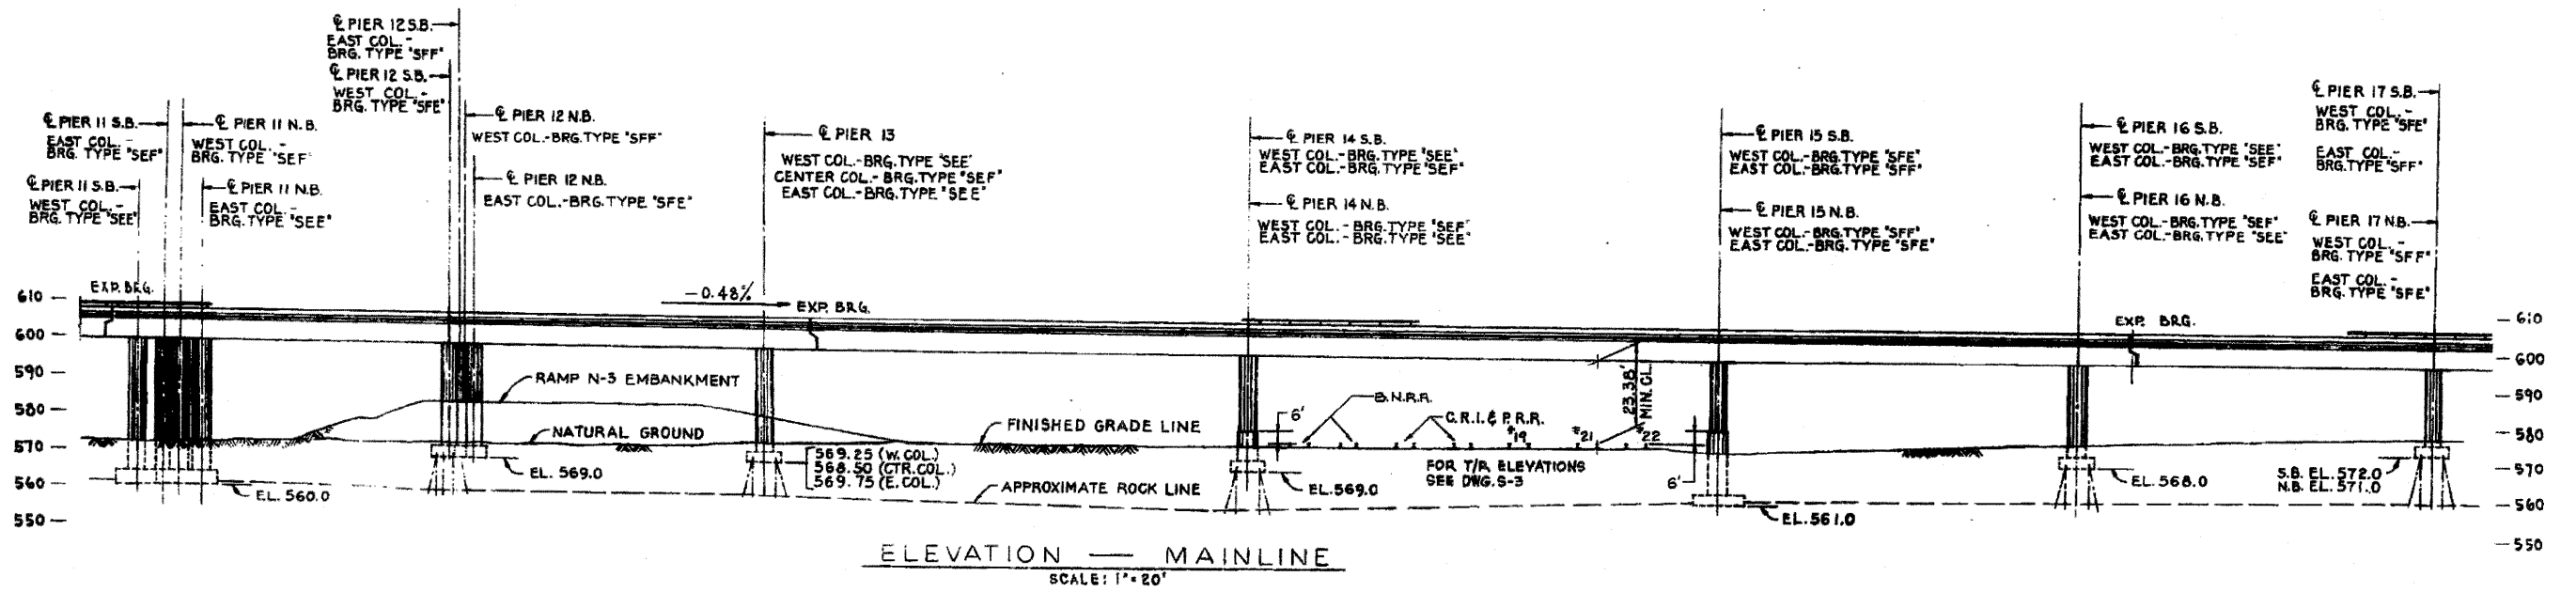 ℄ PIER 12 S.B.
EAST COL. -
BRG. TYPE "SFF"
℄ PIER 12 S.B.
WEST COL. -
BRG. TYPE "SFE"
℄ PIER 11 S.B.
EAST COL. -
BRG. TYPE "SEF"
℄ PIER 11 N.B.
WEST COL. -
BRG. TYPE "SEF"
℄ PIER 11 S.B.
WEST COL. -
BRG. TYPE "SEE"
℄ PIER 11 N.B.
EAST COL. -
BRG. TYPE "SEE"
℄ PIER 12 N.B.
WEST COL.-BRG. TYPE "SFF"
℄ PIER 12 N.B.
EAST COL.-BRG. TYPE "SFE"
℄ PIER 13
WEST COL.-BRG. TYPE "SEE"
CENTER COL.- BRG. TYPE "SEF"
EAST COL.-BRG. TYPE "SEE"
℄ PIER 14 S.B.
WEST COL.-BRG. TYPE "SEE"
EAST COL.-BRG. TYPE "SEF"
℄ PIER 14 N.B.
WEST COL.- BRG. TYPE "SEF"
EAST COL.- BRG. TYPE "SEE"
℄ PIER 15 S.B.
WEST COL.-BRG. TYPE "SFE"
EAST COL.-BRG. TYPE "SFF"
℄ PIER 15 N.B.
WEST COL.-BRG. TYPE "SFF"
EAST COL.-BRG. TYPE "SFE"
℄ PIER 16 S.B.
WEST COL.-BRG. TYPE "SEE"
EAST COL.-BRG. TYPE "SEF"
℄ PIER 16 N.B.
WEST COL.-BRG. TYPE "SEF"
EAST COL.-BRG. TYPE "SEE"
℄ PIER 17 S.B.
WEST COL.-
BRG. TYPE "SFE"
EAST COL.-
BRG. TYPE "SFF"
℄ PIER 17 N.B.
WEST COL. -
BRG. TYPE "SFF"
EAST COL. -
BRG. TYPE "SFE"
EXP. BRG.
-0.48%
EXP. BRG.
EXP. BRG.
610
600
590
580
570
560
550
610
600
590
580
570
560
550
RAMP N-3 EMBANKMENT
NATURAL GROUND
FINISHED GRADE LINE
APPROXIMATE ROCK LINE
EL. 560.0
EL. 569.0
569.25 (W. COL.)
568.50 (CTR. COL.)
569.75 (E. COL.)
6'
B.N.R.R.
C.R.I. & P. R.R.
#19
#21
#22
23.38'
MIN. CL.
EL. 569.0
FOR T/R ELEVATIONS
SEE DWG. S-3
6'
EL. 561.0
EL. 568.0
S.B. EL. 572.0
N.B. EL. 571.0
ELEVATION — MAINLINE
SCALE: 1" = 20'